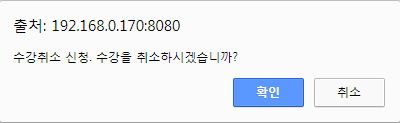 출처: 192.168.0.170:8080
수강취소 신청. 수강을 취소하시겠습니까?
확인 취소